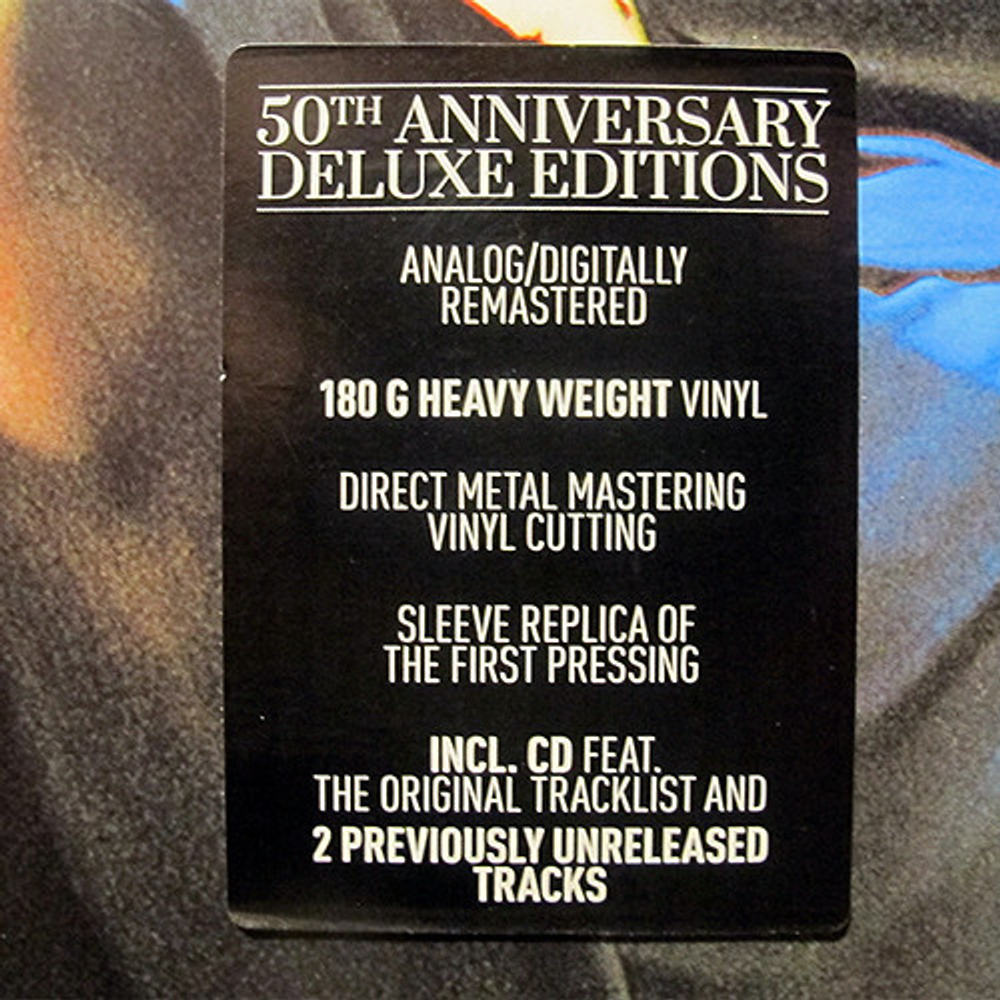 50TH ANNIVERSARY
DELUXE EDITIONS
ANALOG/DIGITALLY
REMASTERED
180 G HEAVY WEIGHT VINYL
DIRECT METAL MASTERING
VINYL CUTTING
SLEEVE REPLICA OF
THE FIRST PRESSING
INCL. CD FEAT.
THE ORIGINAL TRACKLIST AND
2 PREVIOUSLY UNRELEASED
TRACKS